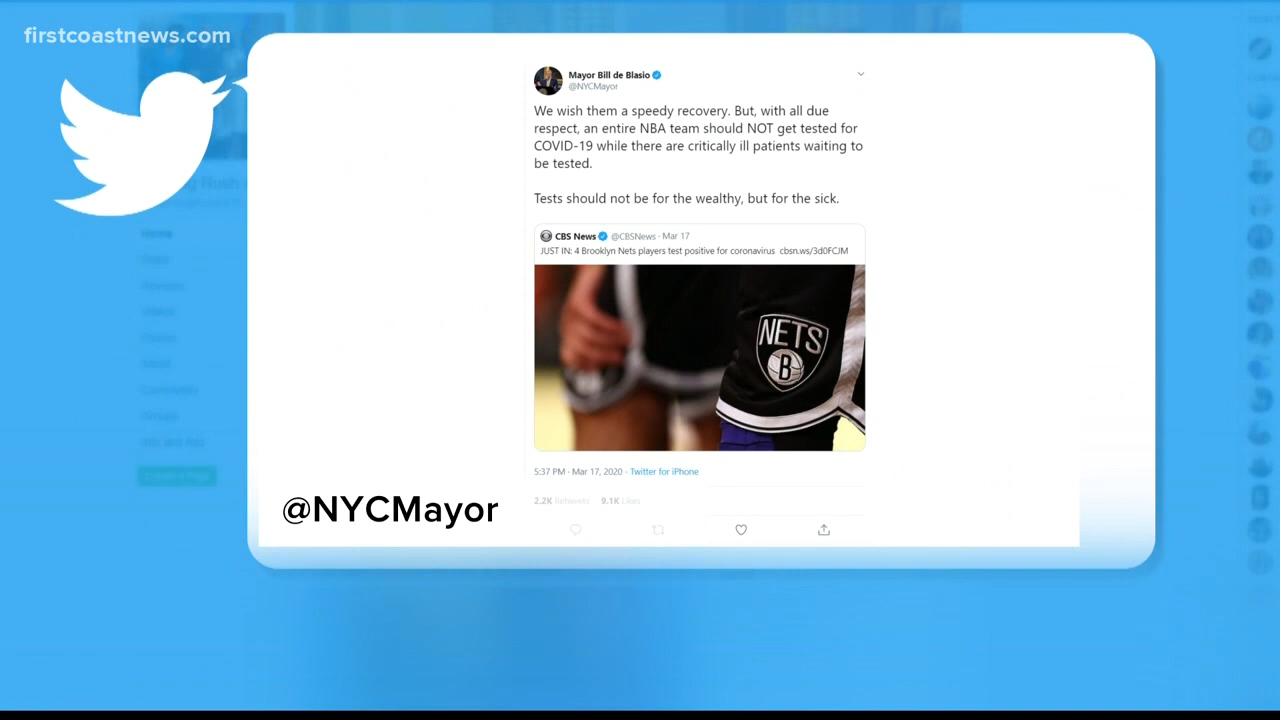 firstcoastnews.com
Mayor Bill de Blasio
@NYCMayor
We wish them a speedy recovery. But, with all due
respect, an entire NBA team should NOT get tested for
COVID-19 while there are critically ill patients waiting to
be tested.
Tests should not be for the wealthy, but for the sick.
CBS News @CBSNews · Mar 17
JUST IN: 4 Brooklyn Nets players test positive for coronavirus cbsn.ws/3d0FCJM
NETS
B
5:37 PM · Mar 17, 2020 · Twitter for iPhone
2.2K Retweets 9.1K Likes
@NYCMayor
Home